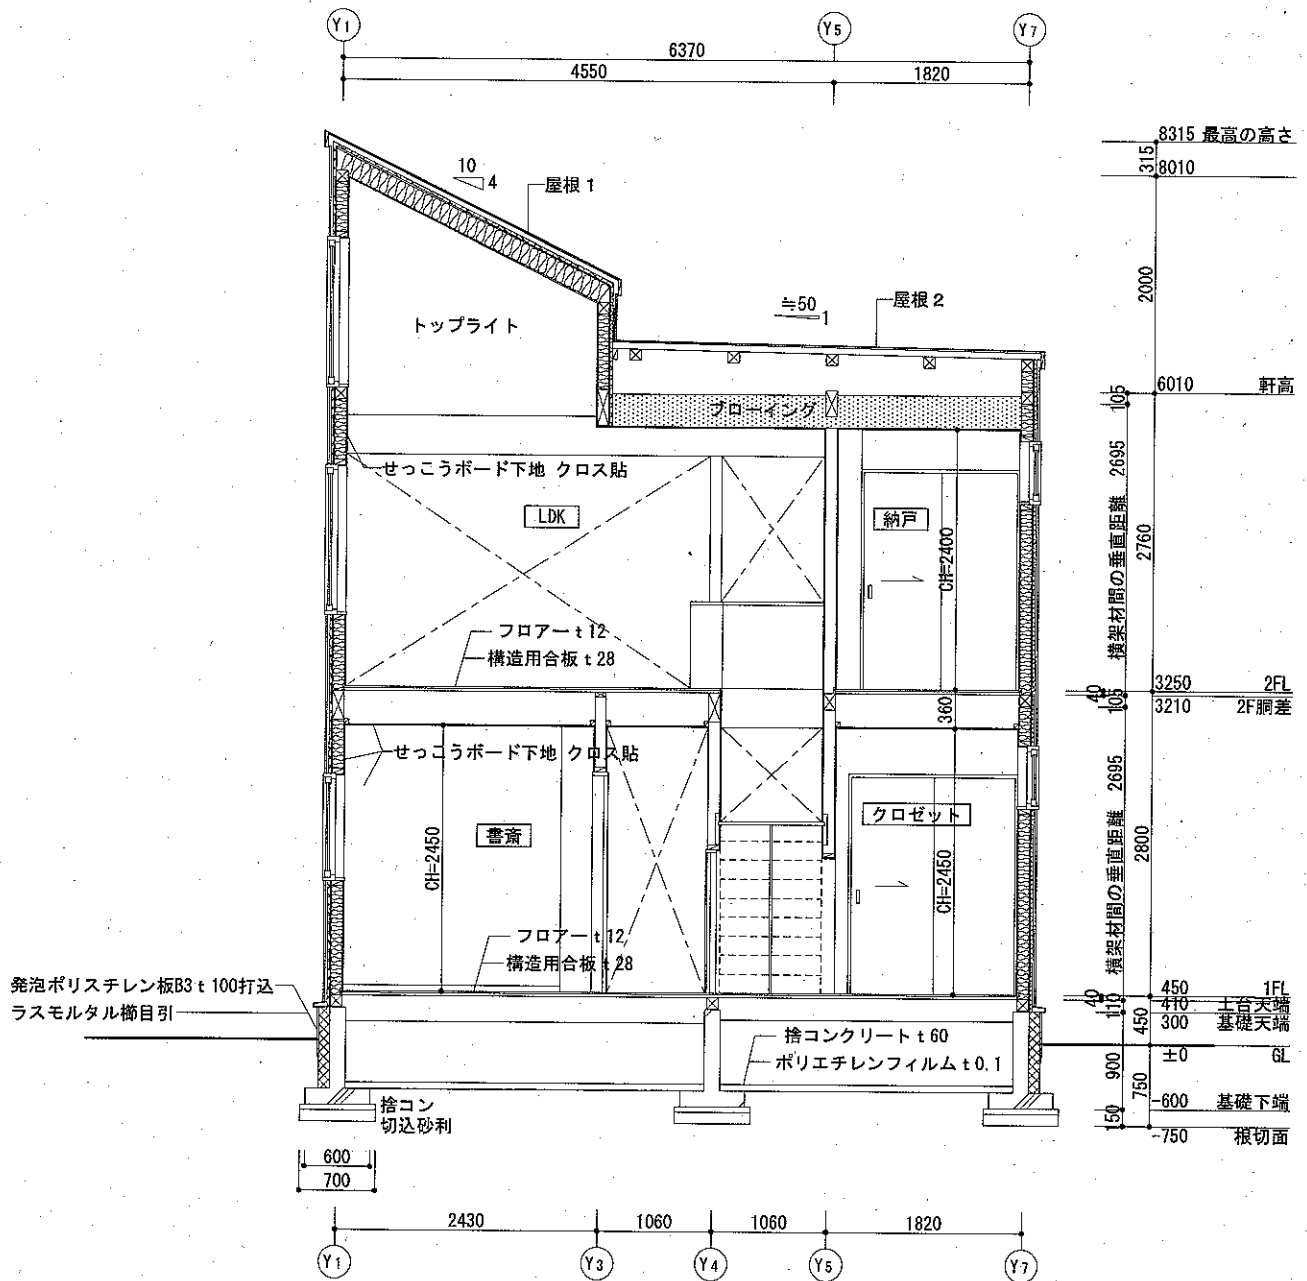 Y1
Y5
Y7
6370
4550
1820
8315 最高の高さ
315
8010
10
4
屋根1
2000
≒50
1
屋根2
トップライト
6010 軒高
105
ブローイング
せっこうボード下地 クロス貼
LDK
納戸
CH=2400
横架材間の垂直距離 2695
2760
フロアー t12
構造用合板 t28
3250 2FL
40
105
3210 2F胴差
360
せっこうボード下地 クロス貼
書斎
CH=2450
クロゼット
CH=2450
横架材間の垂直距離 2695
2800
フロアー t12
構造用合板 t28
発泡ポリスチレン板B3 t 100打込
ラスモルタル櫛目引
450 1FL
40
410 土台天端
110
300 基礎天端
450
±0 GL
捨コンクリート t60
ポリエチレンフィルム t0.1
900
750
-600 基礎下端
150
-750 根切面
捨コン
切込砂利
600
700
2430
1060
1060
1820
Y1
Y3
Y4
Y5
Y7